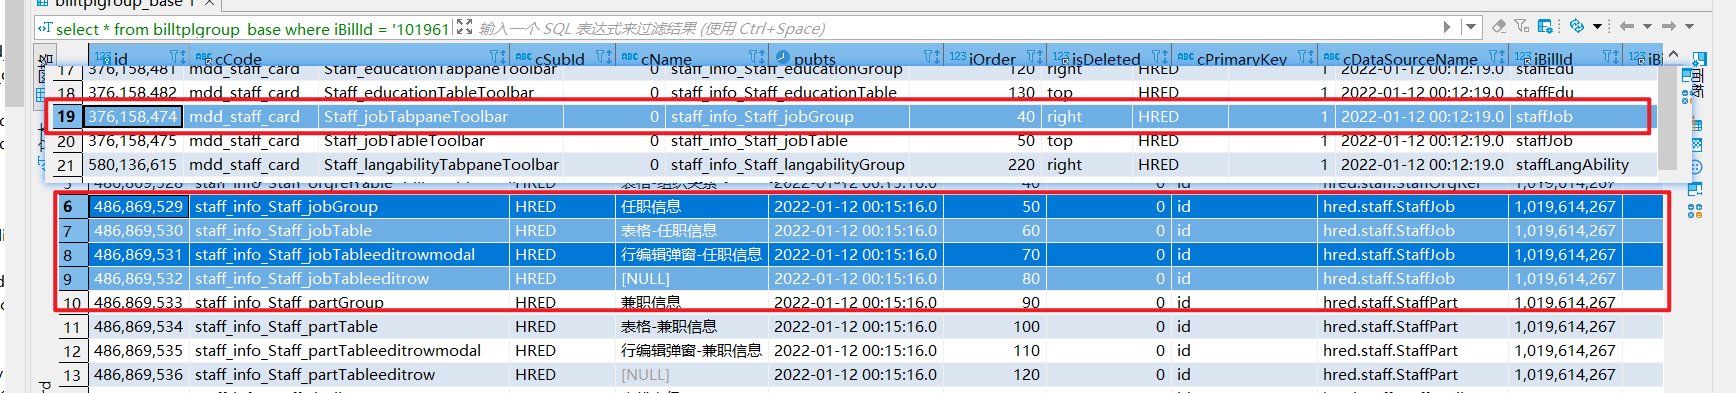 billtplgroup_base 1
select * from billtplgroup_base where iBillId = '101961 输入一个 SQL 表达式来过滤结果 (使用 Ctrl+Space)
id cCode cSubId cName pubts iOrder isDeleted cPrimaryKey cDataSourceName iBillId iBi
17 376,158,481 mdd_staff_card Staff_educationTabpaneToolbar 0 staff_info_Staff_educationGroup 120 right HRED 1 2022-01-12 00:12:19.0 staffEdu
18 376,158,482 mdd_staff_card Staff_educationTableToolbar 0 staff_info_Staff_educationTable 130 top HRED 1 2022-01-12 00:12:19.0 staffEdu
19 376,158,474 mdd_staff_card Staff_jobTabpaneToolbar 0 staff_info_Staff_jobGroup 40 right HRED 1 2022-01-12 00:12:19.0 staffJob
20 376,158,475 mdd_staff_card Staff_jobTableToolbar 0 staff_info_Staff_jobTable 50 top HRED 1 2022-01-12 00:12:19.0 staffJob
21 580,136,615 mdd_staff_card Staff_langabilityTabpaneToolbar 0 staff_info_Staff_langabilityGroup 220 right HRED 1 2022-01-12 00:12:19.0 staffLangAbility
6 486,869,529 staff_info_Staff_jobGroup HRED 任职信息 2022-01-12 00:15:16.0 50 0 id hred.staff.StaffJob 1,019,614,267
7 486,869,530 staff_info_Staff_jobTable HRED 表格-任职信息 2022-01-12 00:15:16.0 60 0 id hred.staff.StaffJob 1,019,614,267
8 486,869,531 staff_info_Staff_jobTableeditrowmodal HRED 行编辑弹窗-任职信息 2022-01-12 00:15:16.0 70 0 id hred.staff.StaffJob 1,019,614,267
9 486,869,532 staff_info_Staff_jobTableeditrow HRED [NULL] 2022-01-12 00:15:16.0 80 0 id hred.staff.StaffJob 1,019,614,267
10 486,869,533 staff_info_Staff_partGroup HRED 兼职信息 2022-01-12 00:15:16.0 90 0 id hred.staff.StaffPart 1,019,614,267
11 486,869,534 staff_info_Staff_partTable HRED 表格-兼职信息 2022-01-12 00:15:16.0 100 0 id hred.staff.StaffPart 1,019,614,267
12 486,869,535 staff_info_Staff_partTableeditrowmodal HRED 行编辑弹窗-兼职信息 2022-01-12 00:15:16.0 110 0 id hred.staff.StaffPart 1,019,614,267
13 486,869,536 staff_info_Staff_partTableeditrow HRED [NULL] 2022-01-12 00:15:16.0 120 0 id hred.staff.StaffPart 1,019,614,267